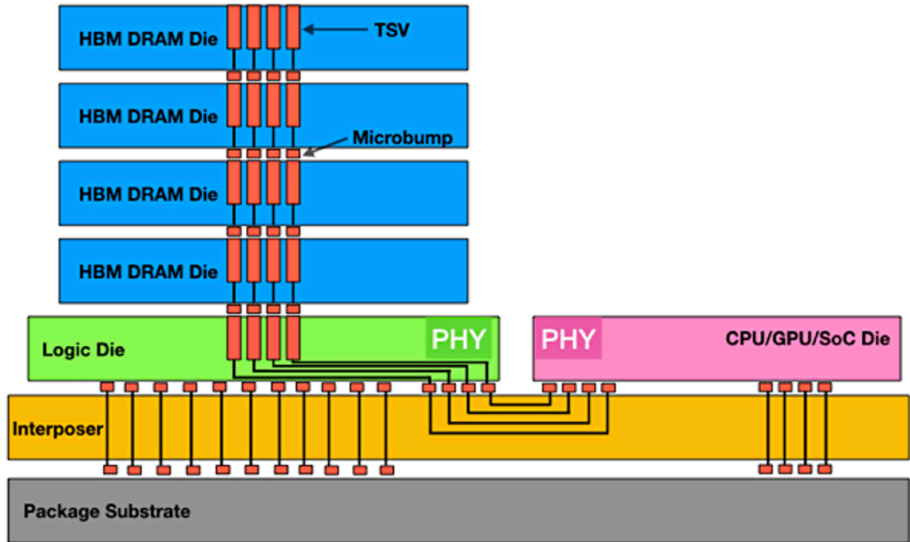 HBM DRAM Die
TSV
HBM DRAM Die
Microbump
HBM DRAM Die
HBM DRAM Die
Logic Die
PHY
PHY
CPU/GPU/SoC Die
Interposer
Package Substrate